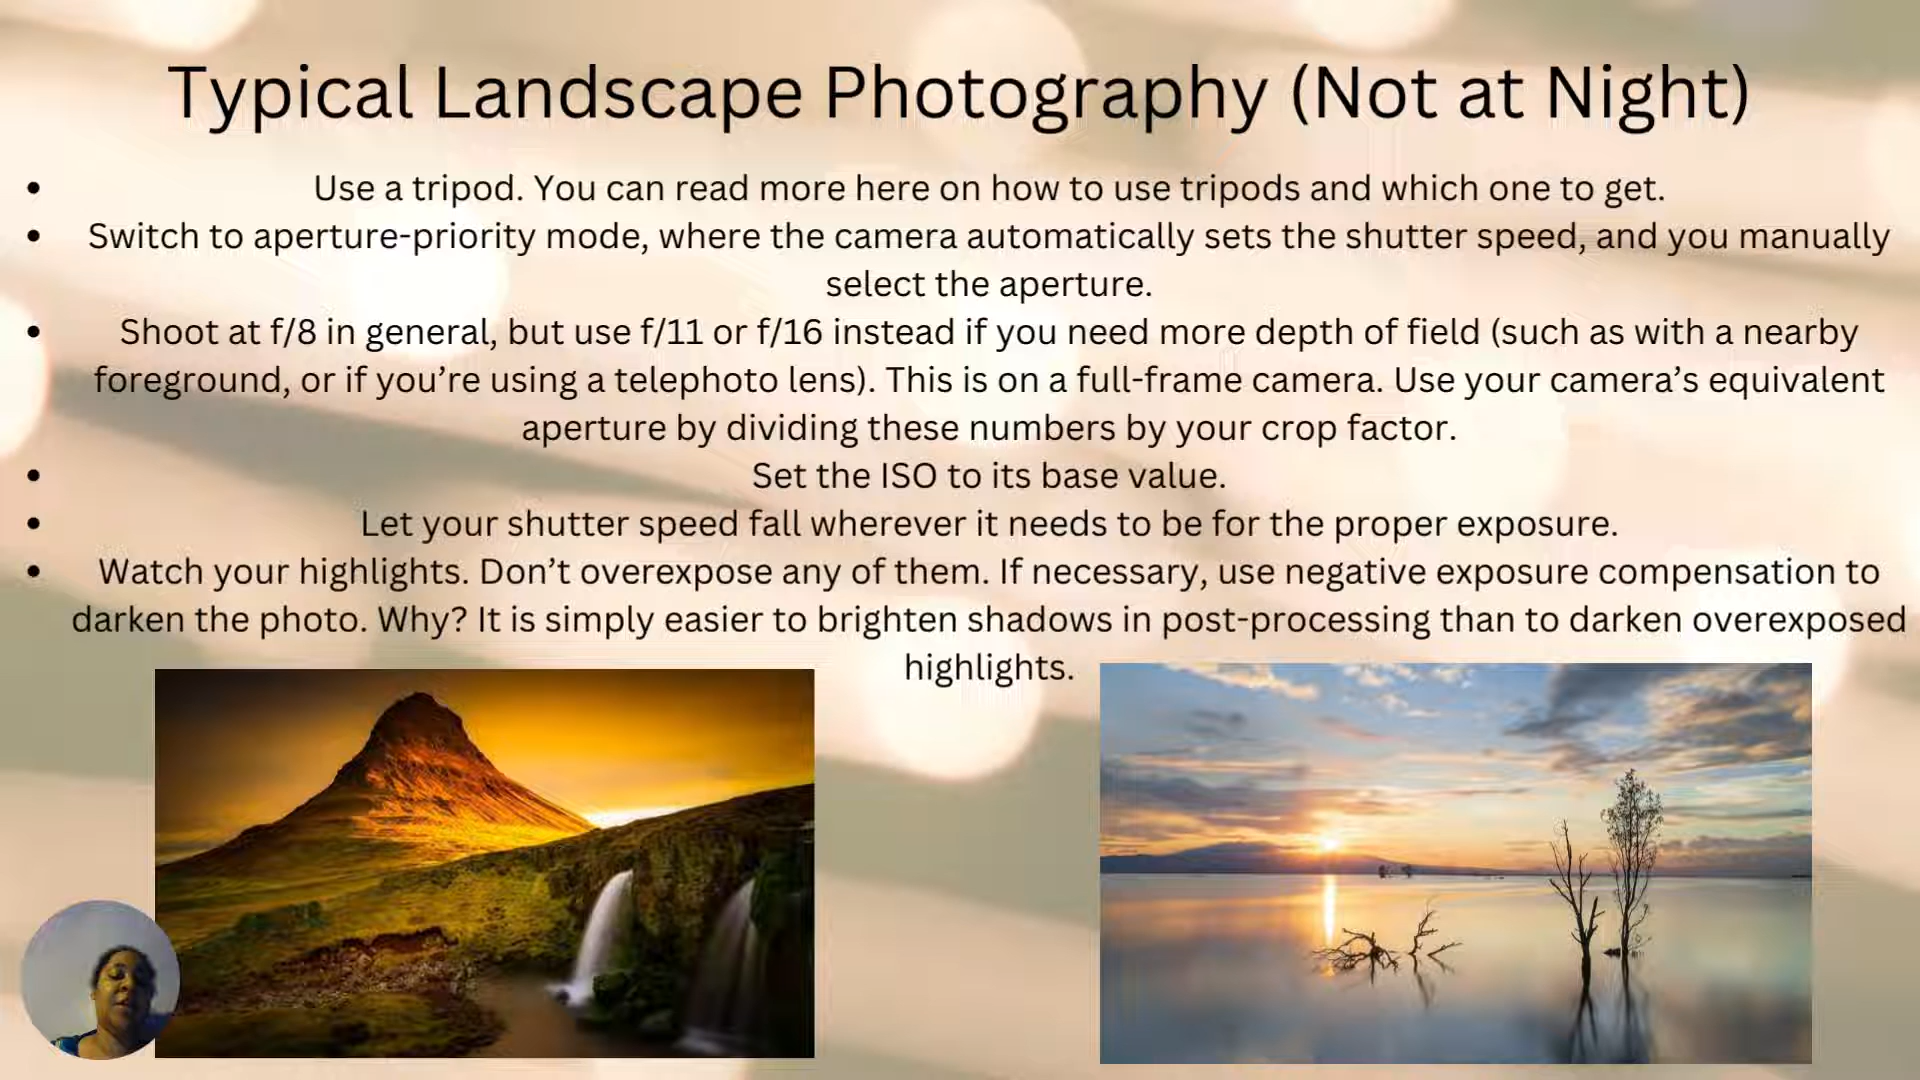 Typical Landscape Photography (Not at Night)
• Use a tripod. You can read more here on how to use tripods and which one to get.
• Switch to aperture-priority mode, where the camera automatically sets the shutter speed, and you manually
select the aperture.
• Shoot at f/8 in general, but use f/11 or f/16 instead if you need more depth of field (such as with a nearby
foreground, or if you’re using a telephoto lens). This is on a full-frame camera. Use your camera’s equivalent
aperture by dividing these numbers by your crop factor.
• Set the ISO to its base value.
• Let your shutter speed fall wherever it needs to be for the proper exposure.
• Watch your highlights. Don’t overexpose any of them. If necessary, use negative exposure compensation to
darken the photo. Why? It is simply easier to brighten shadows in post-processing than to darken overexposed
highlights.